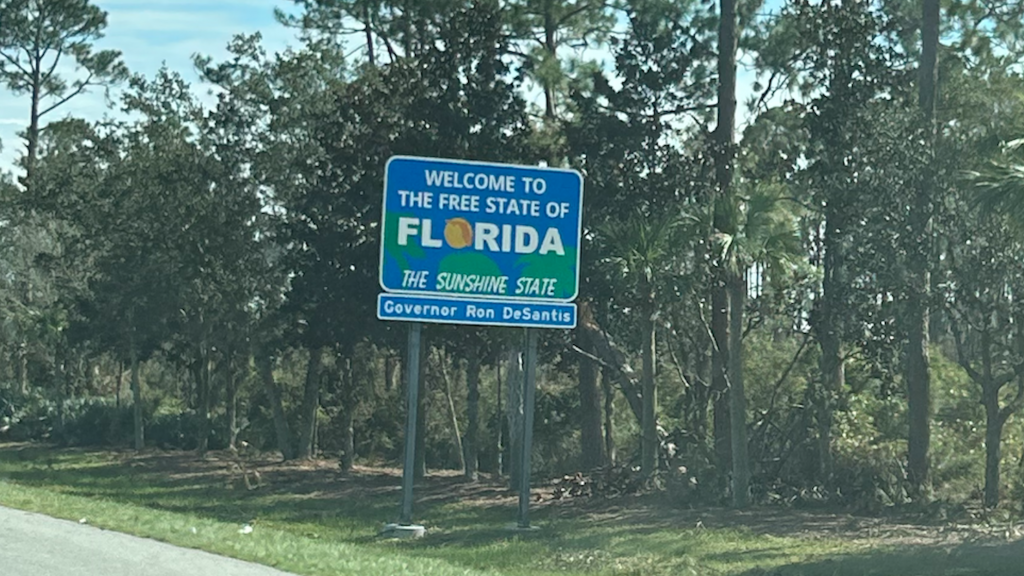 WELCOME TO
THE FREE STATE OF
FLORIDA
THE SUNSHINE STATE
Governor Ron DeSantis